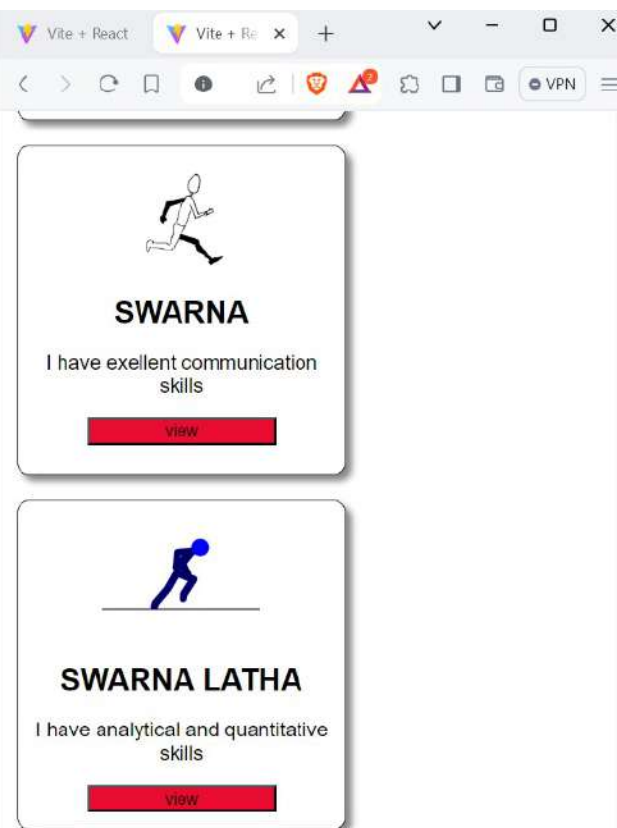 Vite + React
Vite + Re
2
VPN
SWARNA
I have exellent communication
skills
view
SWARNA LATHA
I have analytical and quantitative
skills
view